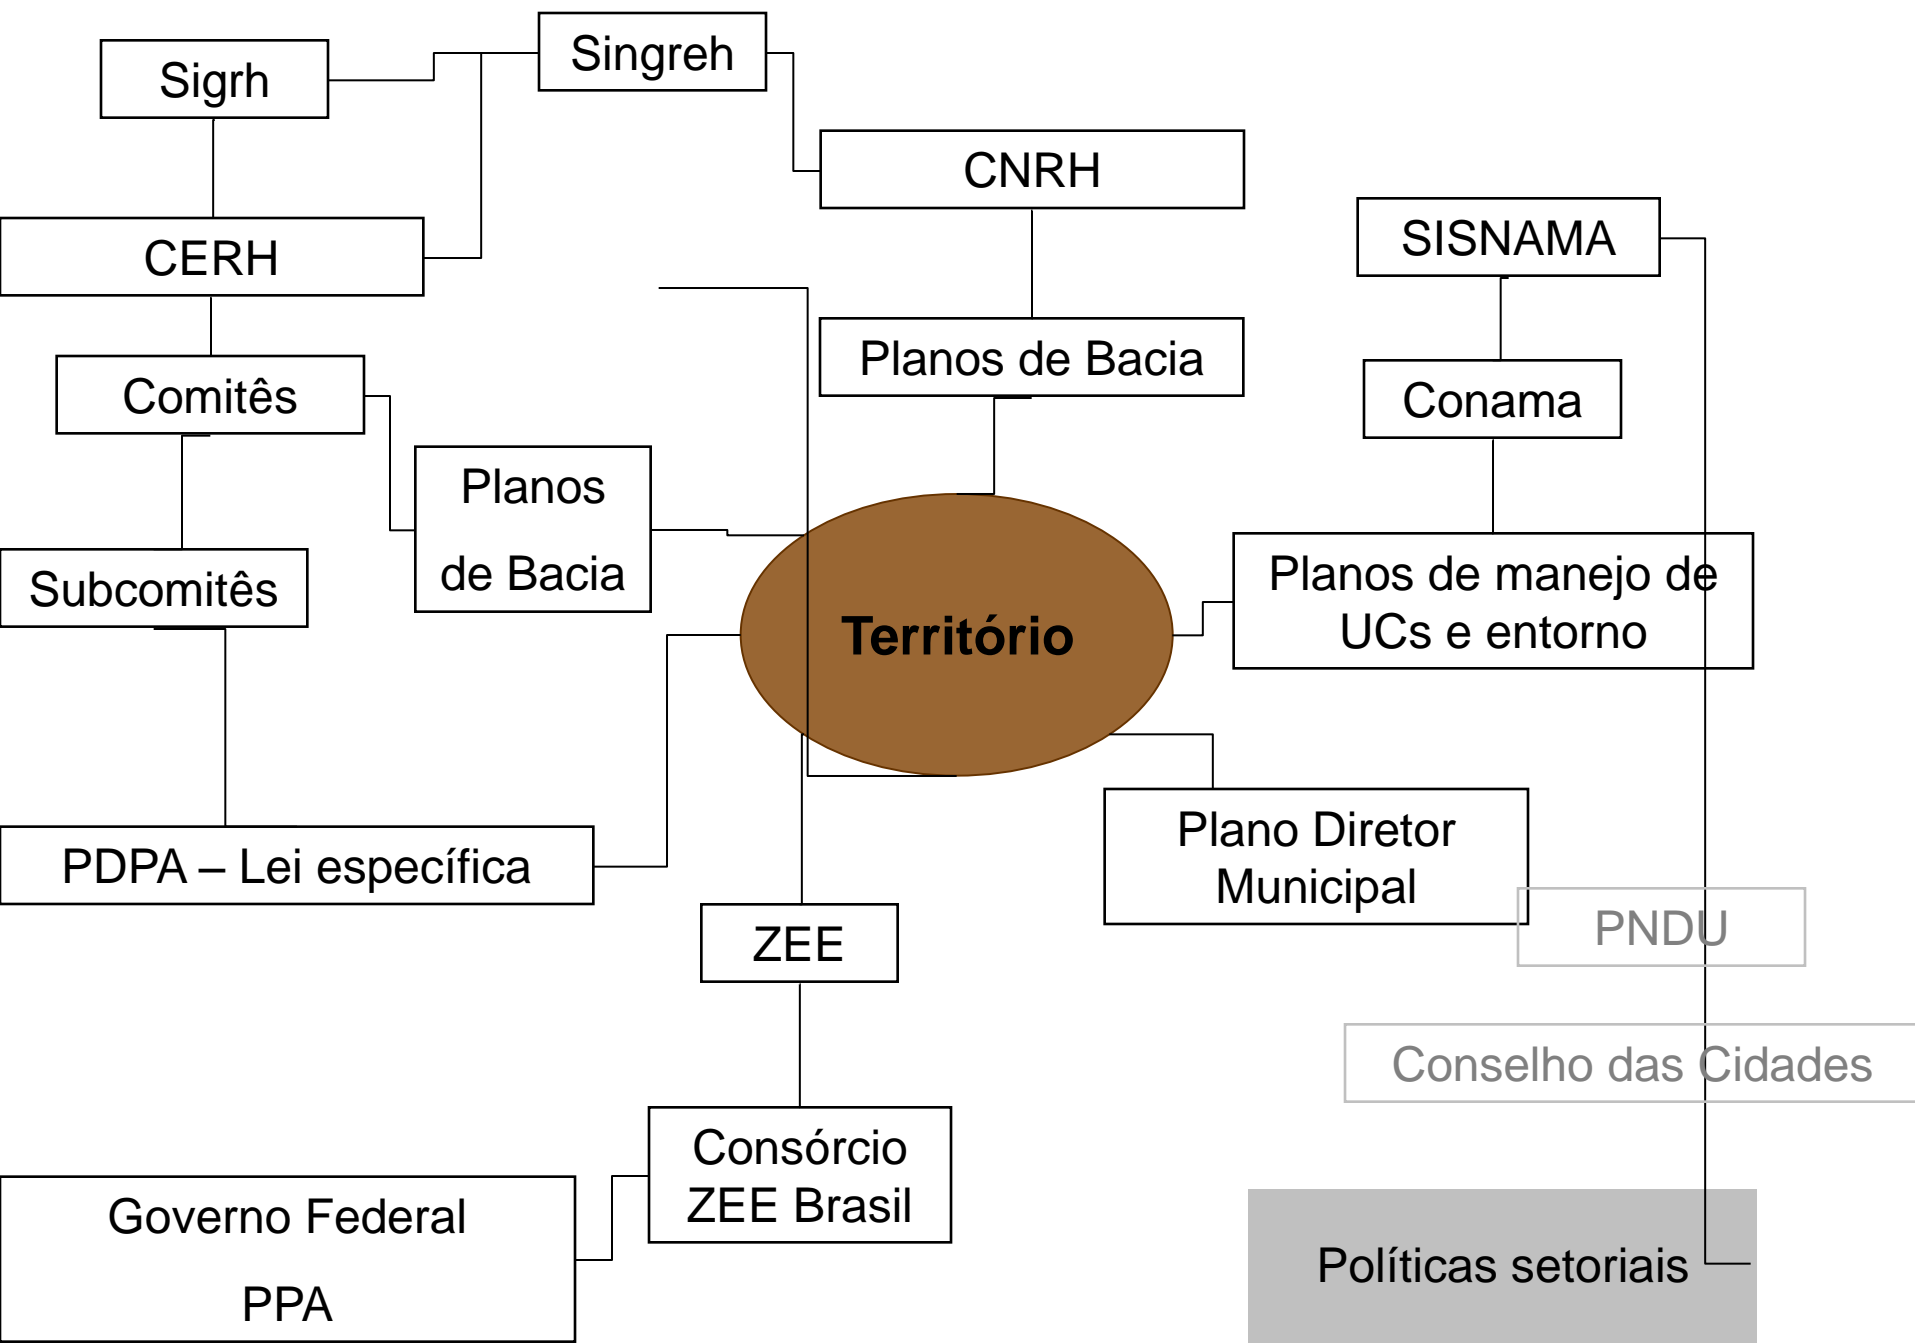 Singreh
Sigrh
CNRH
SISNAMA
CERH
Planos de Bacia
Comitês
Conama
Planos
de Bacia
Subcomitês
Planos de manejo de
UCs e entorno
Território
Plano Diretor
Municipal
PDPA – Lei específica
PNDU
ZEE
Conselho das Cidades
Consórcio
ZEE Brasil
Governo Federal
PPA
Políticas setoriais